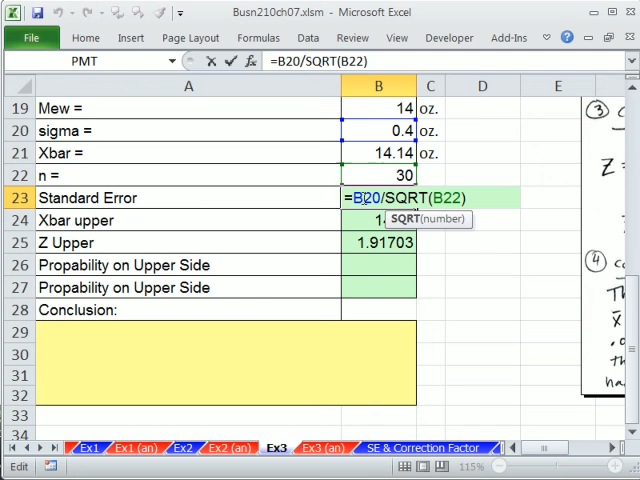 Busn210ch07.xlsm - Microsoft Excel
File Home Insert Page Layout Formulas Data Review View Developer Add-Ins
PMT fx =B20/SQRT(B22)
A B C D E
19 Mew = 14 oz.
20 sigma = 0.4 oz.
21 Xbar = 14.14 oz.
22 n = 30
23 Standard Error =B20/SQRT(B22)
SQRT(number)
24 Xbar upper
25 Z Upper 1.91703
26 Propability on Upper Side
27 Propability on Upper Side
28 Conclusion:
29
30
31
32
33
34
3
Z =
4
Th
X
Ex1 Ex1 (an) Ex2 Ex2 (an) Ex3 Ex3 (an) SE & Correction Factor
Edit 115%